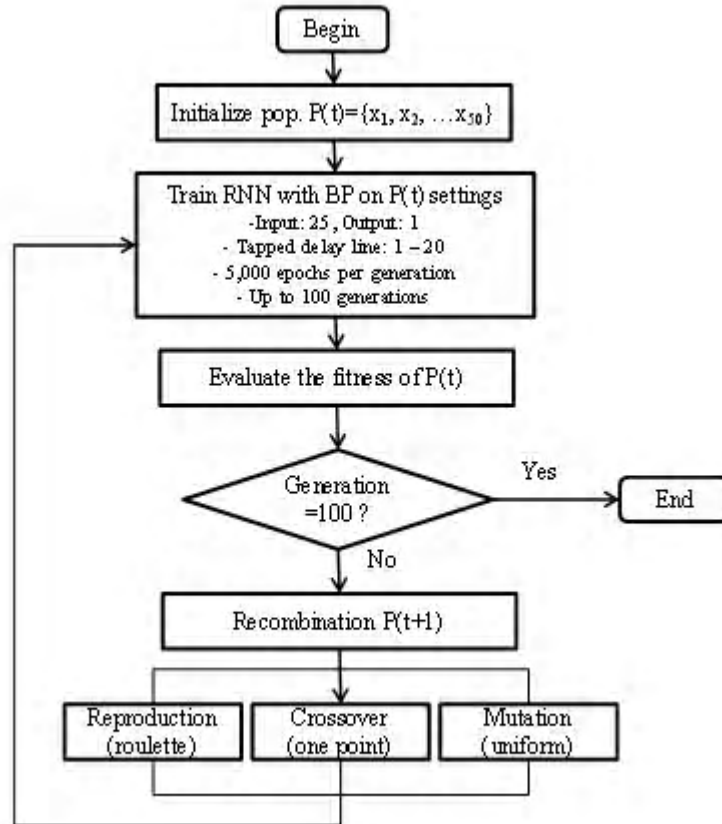 Begin
Initialize pop. P(t)={x₁, x₂, …x₅₀}
Train RNN with BP on P(t) settings
-Input: 25 , Output: 1
- Tapped delay line: 1 – 20
- 5,000 epochs per generation
- Up to 100 generations
Evaluate the fitness of P(t)
Generation
=100 ?
Yes
End
No
Recombination P(t+1)
Reproduction
(roulette)
Crossover
(one point)
Mutation
(uniform)